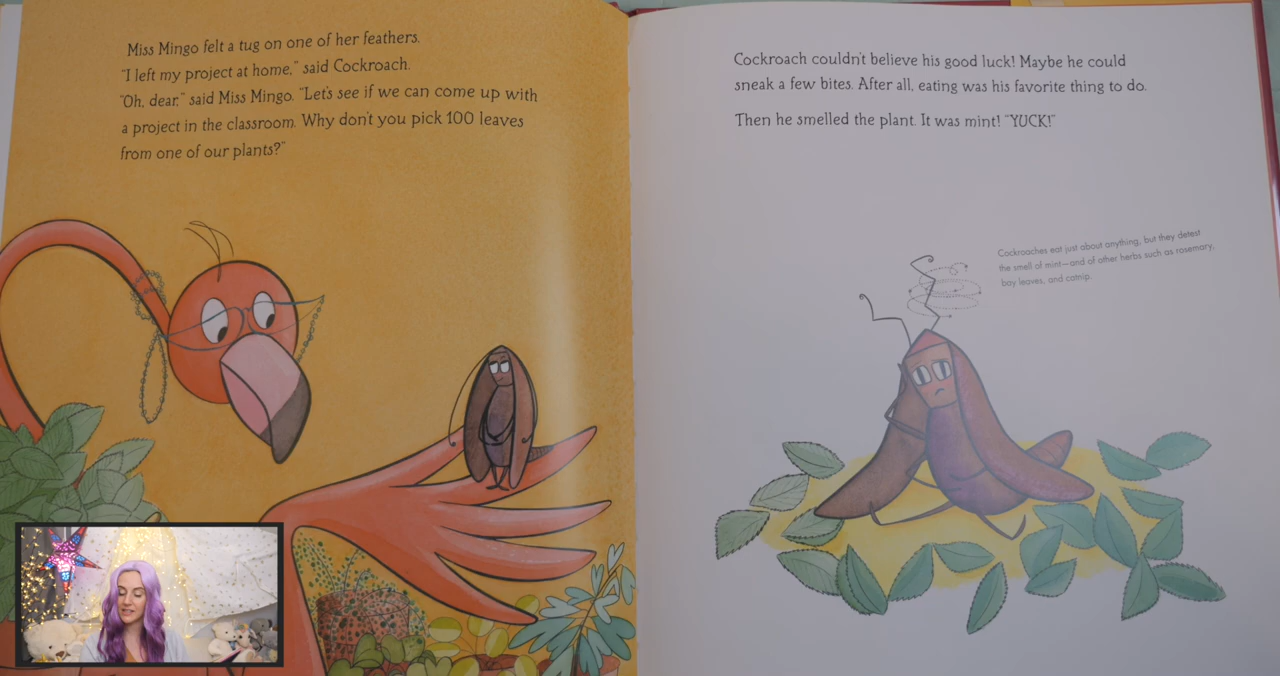 Miss Mingo felt a tug on one of her feathers.
"I left my project at home," said Cockroach.
"Oh, dear," said Miss Mingo. "Let's see if we can come up with
a project in the classroom. Why don't you pick 100 leaves
from one of our plants?"
Cockroach couldn't believe his good luck! Maybe he could
sneak a few bites. After all, eating was his favorite thing to do.
Then he smelled the plant. It was mint! "YUCK!"
Cockroaches eat just about anything, but they detest
the smell of mint—and of other herbs such as rosemary,
bay leaves, and catnip.